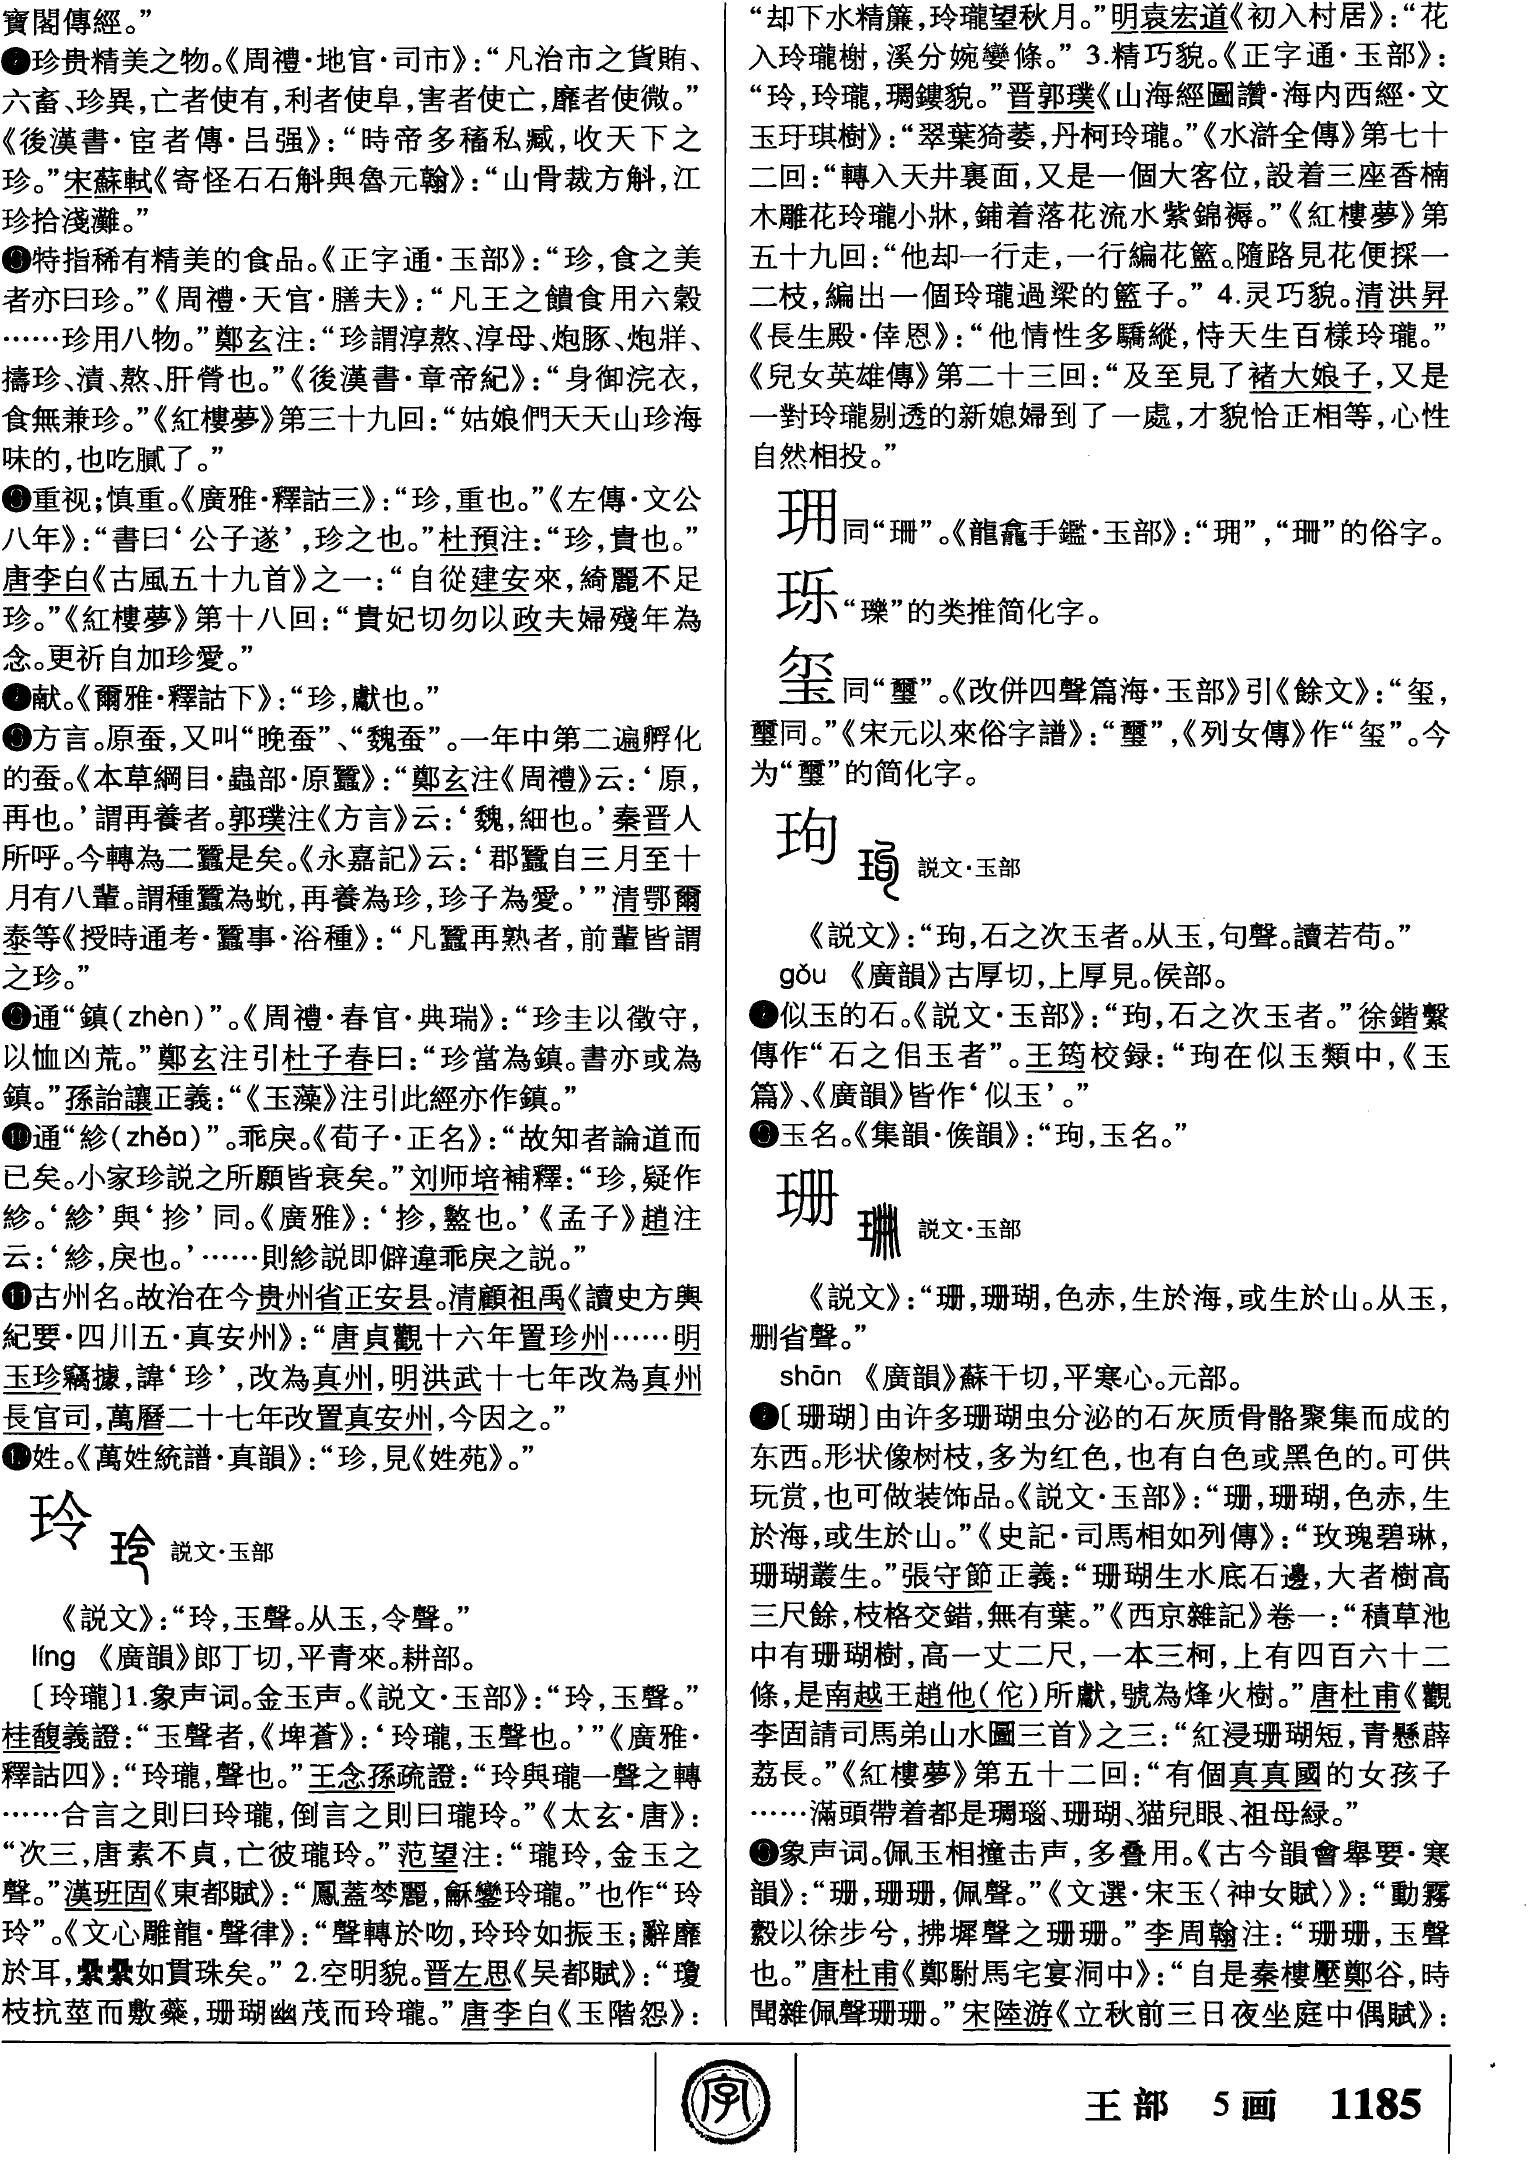 寶閣傳經。”
珍贵精美之物。《周禮·地官·司市》：“凡治市之貨賄、
六畜、珍異，亡者使有，利者使阜，害者使亡，靡者使微。”
《後漢書·宦者傳·吕强》：“時帝多稸私臧，收天下之
珍。”宋蘇軾《寄怪石石斛與魯元翰》：“山骨裁方斛，江
珍拾淺灘。”
特指稀有精美的食品。《正字通·玉部》：“珍，食之美
者亦曰珍。”《周禮·天官·膳夫》：“凡王之饋食用六穀
……珍用八物。”鄭玄注：“珍謂淳熬、淳母、炮豚、炮牂、
擣珍、漬、熬、肝膋也。”《後漢書·章帝紀》：“身御浣衣，
食無兼珍。”《紅樓夢》第三十九回：“姑娘們天天山珍海
味的，也吃膩了。”
重视；慎重。《廣雅·釋詁三》：“珍，重也。”《左傳·文公
八年》：“書曰‘公子遂’，珍之也。”杜預注：“珍，貴也。”
唐李白《古風五十九首》之一：“自從建安來，綺麗不足
珍。”《紅樓夢》第十八回：“貴妃切勿以政夫婦殘年為
念。更祈自加珍愛。”
献。《爾雅·釋詁下》：“珍，獻也。”
方言。原蚕，又叫“晚蚕”、“魏蚕”。一年中第二遍孵化
的蚕。《本草綱目·蟲部·原蠶》：“鄭玄注《周禮》云：‘原，
再也。’謂再養者。郭璞注《方言》云：‘魏，細也。’秦晋人
所呼。今轉為二蠶是矣。《永嘉記》云：‘郡蠶自三月至十
月有八輩。謂種蠶為蚖，再養為珍，珍子為愛。’”清鄂爾
泰等《授時通考·蠶事·浴種》：“凡蠶再熟者，前輩皆謂
之珍。”
通“鎮（zhèn）”。《周禮·春官·典瑞》：“珍圭以徵守，
以恤凶荒。”鄭玄注引杜子春曰：“珍當為鎮。書亦或為
鎮。”孫詒讓正義：“《玉藻》注引此經亦作鎮。”
⑩通“紾（zhěn）”。乖戾。《荀子·正名》：“故知者論道而
已矣。小家珍説之所願皆衰矣。”刘师培補釋：“珍，疑作
紾。‘紾’與‘抮’同。《廣雅》：‘抮，盭也。’《孟子》趙注
云：‘紾，戾也。’……則紾説即僻違乖戾之説。”
⑪古州名。故治在今贵州省正安县。清顧祖禹《讀史方輿
紀要·四川五·真安州》：“唐貞觀十六年置珍州……明
玉珍竊據，諱‘珍’，改為真州，明洪武十七年改為真州
長官司，萬曆二十七年改置真安州，今因之。”
姓。《萬姓統譜·真韻》：“珍，見《姓苑》。”
玲 説文·玉部
《説文》：“玲，玉聲。从玉，令聲。”
líng 《廣韻》郎丁切，平青來。耕部。
〔玲瓏〕1.象声词。金玉声。《説文·玉部》：“玲，玉聲。”
桂馥義證：“玉聲者，《埤蒼》：‘玲瓏，玉聲也。’”《廣雅·
釋詁四》：“玲瓏，聲也。”王念孫疏證：“玲與瓏一聲之轉
……合言之則曰玲瓏，倒言之則曰瓏玲。”《太玄·唐》：
“次三，唐素不貞，亡彼瓏玲。”范望注：“瓏玲，金玉之
聲。”漢班固《東都賦》：“鳳蓋棽麗，龢鑾玲瓏。”也作“玲
玲”。《文心雕龍·聲律》：“聲轉於吻，玲玲如振玉；辭靡
於耳，纍纍如貫珠矣。” 2.空明貌。晋左思《吴都賦》：“瓊
枝抗莖而敷蘂，珊瑚幽茂而玲瓏。”唐李白《玉階怨》：
“却下水精簾，玲瓏望秋月。”明袁宏道《初入村居》：“花
入玲瓏榭，溪分婉孌條。” 3.精巧貌。《正字通·玉部》：
“玲，玲瓏，琱鏤貌。”晋郭璞《山海經圖讚·海内西經·文
玉玗琪樹》：“翠葉猗萎，丹柯玲瓏。”《水滸全傳》第七十
二回：“轉入天井裏面，又是一個大客位，設着三座香楠
木雕花玲瓏小牀，鋪着落花流水紫錦褥。”《紅樓夢》第
五十九回：“他却一行走，一行編花籃。隨路見花便採一
二枝，編出一個玲瓏過梁的籃子。” 4.灵巧貌。清洪昇
《長生殿·倖恩》：“他情性多驕縱，恃天生百樣玲瓏。”
《兒女英雄傳》第二十三回：“及至見了褚大娘子，又是
一對玲瓏剔透的新媳婦到了一處，才貌恰正相等，心性
自然相投。”
㺸同“珊”。《龍龕手鑑·玉部》：“㺸”，“珊”的俗字。
珎“瓅”的类推简化字。
玺同“璽”。《改併四聲篇海·玉部》引《餘文》：“玺，
璽同。”《宋元以來俗字譜》：“璽”，《列女傳》作“玺”。今
为“璽”的简化字。
玽 説文·玉部
《説文》：“玽，石之次玉者。从玉，句聲。讀若苟。”
gǒu 《廣韻》古厚切，上厚見。侯部。
似玉的石。《説文·玉部》：“玽，石之次玉者。”徐鍇繫
傳作“石之佀玉者”。王筠校録：“玽在似玉類中，《玉
篇》、《廣韻》皆作‘似玉’。”
玉名。《集韻·矦韻》：“玽，玉名。”
珊 説文·玉部
《説文》：“珊，珊瑚，色赤，生於海，或生於山。从玉，
删省聲。”
shān 《廣韻》蘇干切，平寒心。元部。
〔珊瑚〕由许多珊瑚虫分泌的石灰质骨骼聚集而成的
东西。形状像树枝，多为红色，也有白色或黑色的。可供
玩赏，也可做装饰品。《説文·玉部》：“珊，珊瑚，色赤，生
於海，或生於山。”《史記·司馬相如列傳》：“玫瑰碧琳，
珊瑚叢生。”張守節正義：“珊瑚生水底石邊，大者樹高
三尺餘，枝格交錯，無有葉。”《西京雜記》卷一：“積草池
中有珊瑚樹，高一丈二尺，一本三柯，上有四百六十二
條，是南越王趙他（佗）所獻，號為烽火樹。”唐杜甫《觀
李固請司馬弟山水圖三首》之三：“紅浸珊瑚短，青懸薜
荔長。”《紅樓夢》第五十二回：“有個真真國的女孩子
……滿頭帶着都是琱瑙、珊瑚、猫兒眼、祖母緑。”
象声词。佩玉相撞击声，多叠用。《古今韻會舉要·寒
韻》：“珊，珊珊，佩聲。”《文選·宋玉〈神女賦〉》：“動霧
縠以徐步兮，拂墀聲之珊珊。”李周翰注：“珊珊，玉聲
也。”唐杜甫《鄭駙馬宅宴洞中》：“自是秦樓壓鄭谷，時
聞雜佩聲珊珊。”宋陸游《立秋前三日夜坐庭中偶賦》：
字
王部 5画 1185